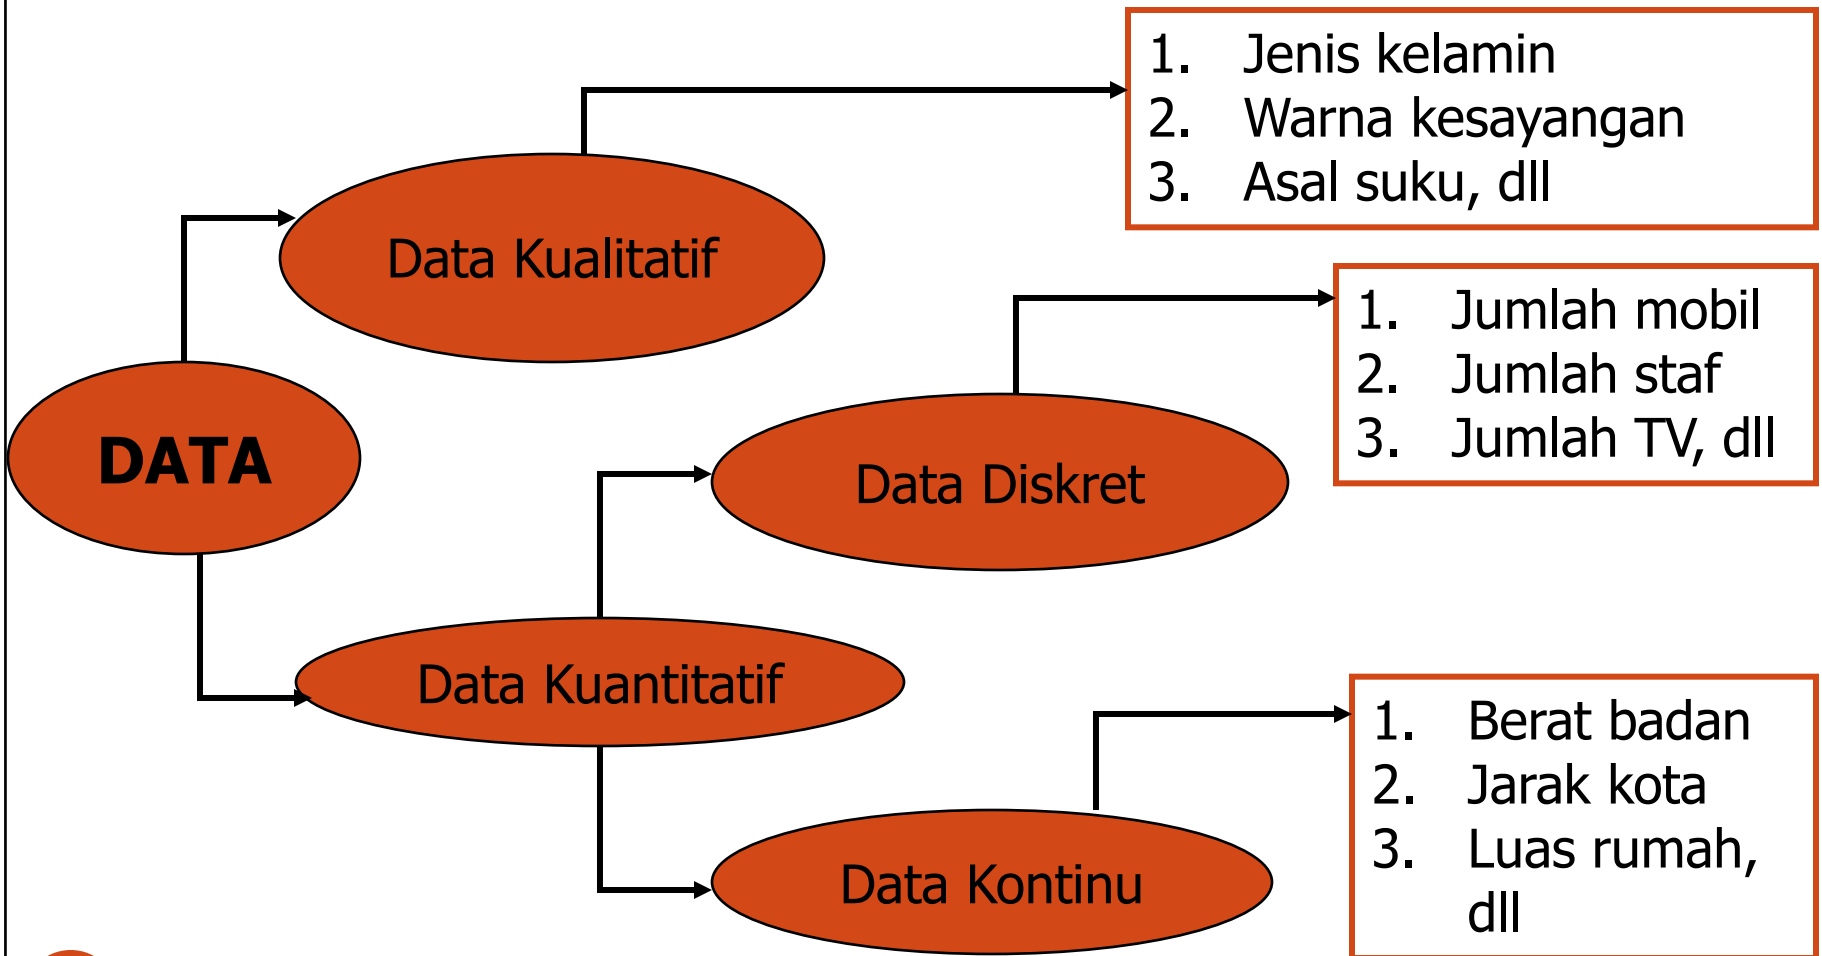 1. Jenis kelamin
2. Warna kesayangan
3. Asal suku, dll
Data Kualitatif
1. Jumlah mobil
2. Jumlah staf
3. Jumlah TV, dll
DATA
Data Diskret
Data Kuantitatif
1. Berat badan
2. Jarak kota
3. Luas rumah,
dll
Data Kontinu